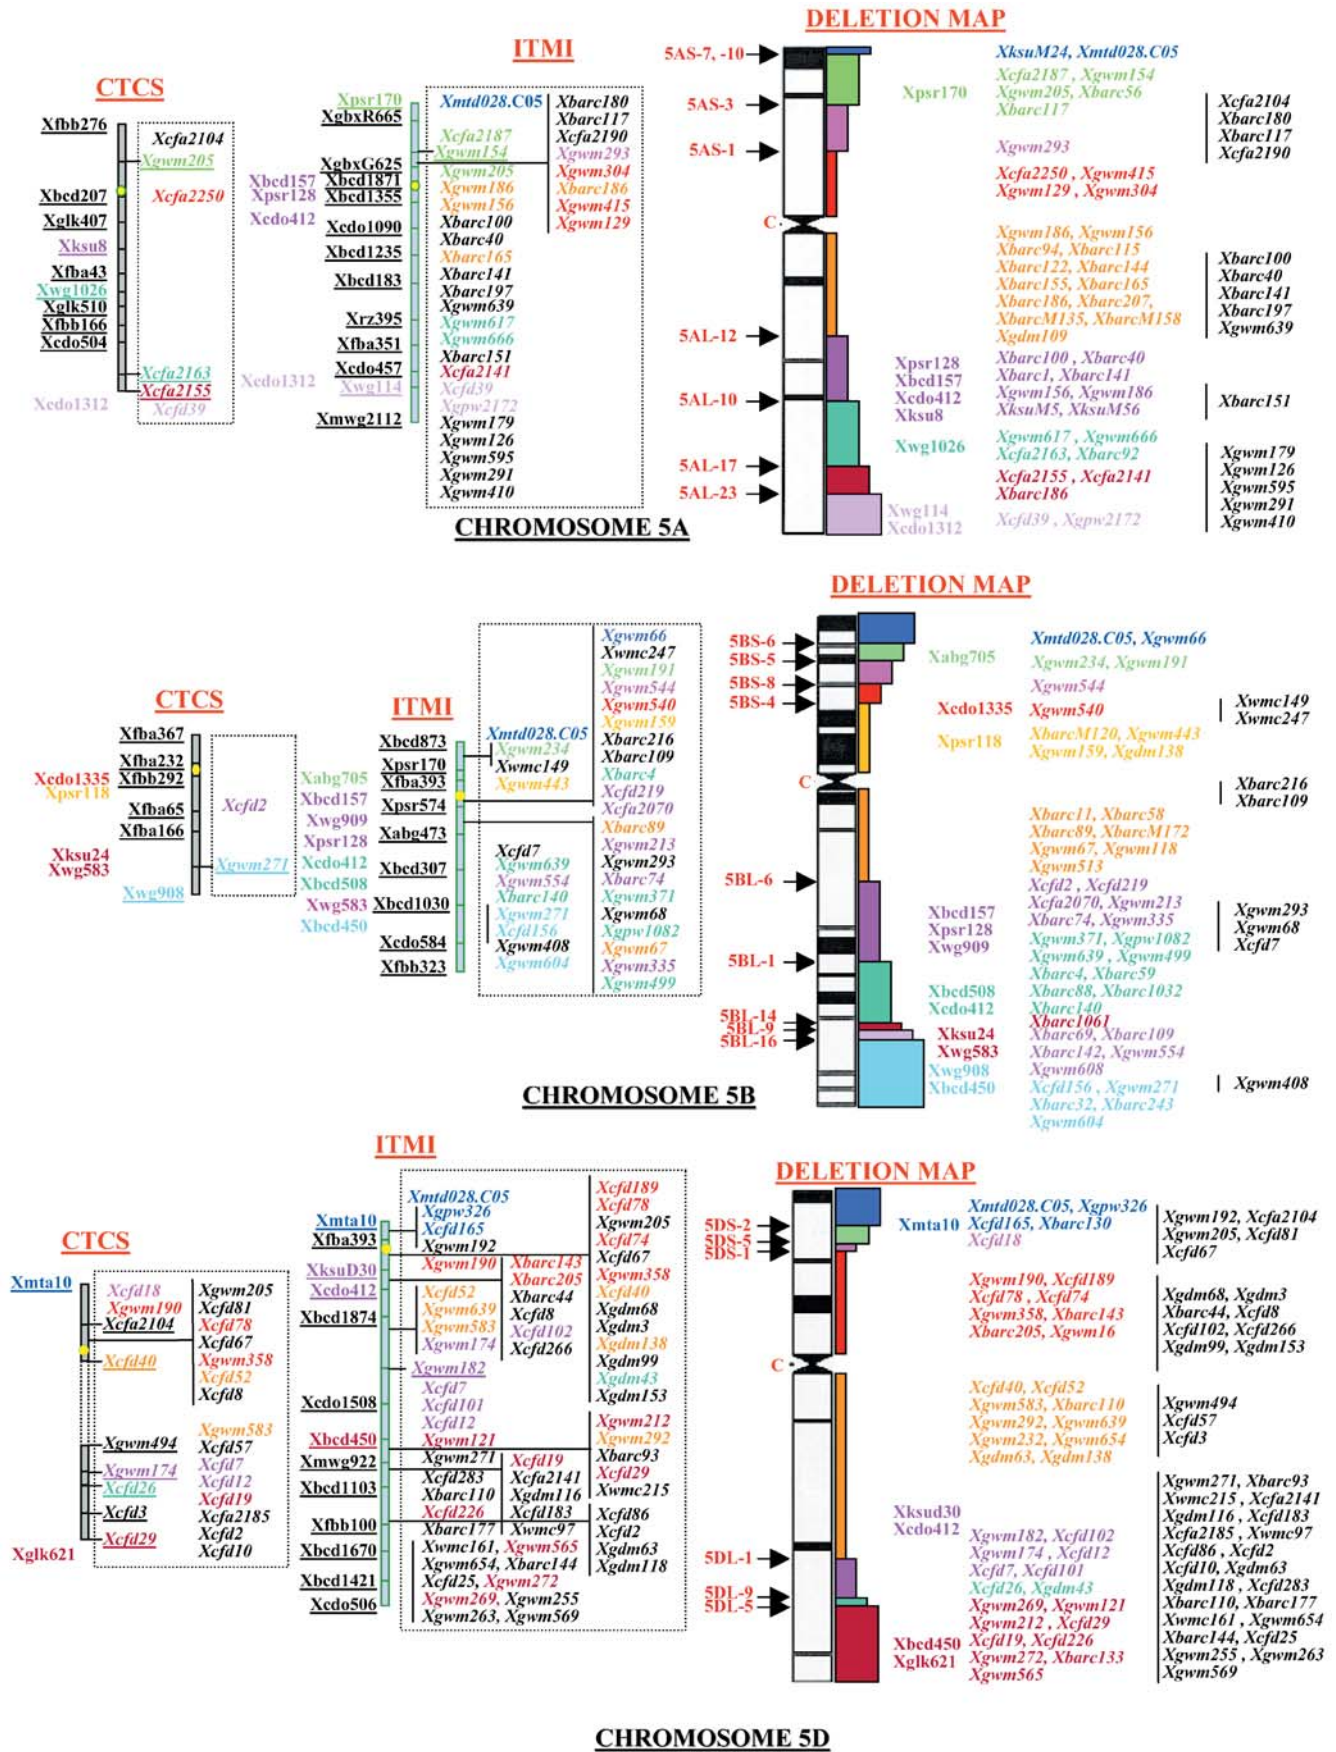 DELETION MAP
ITMI
CTCS
Xfbb276
Xbcd207
Xglk407
Xksu8
Xfba43
Xwg1026
Xglk510
Xfbb166
Xcdo504
Xcdo1312
Xcfa2104
Xgwm205
Xcfa2250
Xcfa2163
Xcfa2155
Xcfd39
Xbcd157
Xpsr128
Xcdo412
Xcdo1312
Xpsr170
XgbxR665
XgbxG625
Xbcd1871
Xbcd1355
Xcdo1090
Xbcd1235
Xbcd183
Xrz395
Xfba351
Xcdo457
Xwg114
Xmwg2112
Xmtd028.C05
Xcfa2187
Xgwm154
Xgwm205
Xgwm186
Xgwm156
Xbarc100
Xbarc40
Xbarc165
Xbarc141
Xbarc197
Xgwm639
Xgwm617
Xgwm666
Xbarc151
Xcfa2141
Xcfd39
Xgpw2172
Xgwm179
Xgwm126
Xgwm595
Xgwm291
Xgwm410
Xbarc180
Xbarc117
Xcfa2190
Xgwm293
Xgwm304
Xbarc186
Xgwm415
Xgwm129
5AS-7, -10
5AS-3
5AS-1
C
5AL-12
5AL-10
5AL-17
5AL-23
Xpsr170
Xpsr128
Xbcd157
Xcdo412
Xksu8
Xwg1026
Xwg114
Xcdo1312
XksuM24, Xmtd028.C05
Xcfa2187 , Xgwm154
Xgwm205, Xbarc56
Xbarc117
Xgwm293
Xcfa2250 , Xgwm415
Xgwm129 , Xgwm304
Xgwm186, Xgwm156
Xbarc94, Xbarc115
Xbarc122, Xbarc144
Xbarc155, Xbarc165
Xbarc186, Xbarc207,
XbarcM135, XbarcM158
Xgdm109
Xbarc100 , Xbarc40
Xbarc1, Xbarc141
Xgwm156, Xgwm186
XksuM5, XksuM56
Xgwm617 , Xgwm666
Xcfa2163, Xbarc92
Xcfa2155 , Xcfa2141
Xbarc186
Xcfd39 , Xgpw2172
Xcfa2104
Xbarc180
Xbarc117
Xcfa2190
Xbarc100
Xbarc40
Xbarc141
Xbarc197
Xgwm639
Xbarc151
Xgwm179
Xgwm126
Xgwm595
Xgwm291
Xgwm410
CHROMOSOME 5A
DELETION MAP
CTCS
ITMI
Xfba367
Xfba232
Xfbb292
Xfba65
Xfba166
Xwg908
Xcdo1335
Xpsr118
Xksu24
Xwg583
Xcfd2
Xgwm271
Xabg705
Xbcd157
Xwg909
Xpsr128
Xcdo412
Xbcd508
Xwg583
Xbcd450
Xbcd873
Xpsr170
Xfba393
Xpsr574
Xabg473
Xbcd307
Xbcd1030
Xcdo584
Xfbb323
Xmtd028.C05
Xgwm234
Xwmc149
Xgwm443
Xcfd7
Xgwm639
Xgwm554
Xbarc140
Xgwm271
Xcfd156
Xgwm408
Xgwm604
Xgwm66
Xwmc247
Xgwm191
Xgwm544
Xgwm540
Xgwm159
Xbarc216
Xbarc109
Xbarc4
Xcfd219
Xcfa2070
Xbarc89
Xgwm213
Xgwm293
Xbarc74
Xgwm371
Xgwm68
Xgpw1082
Xgwm67
Xgwm335
Xgwm499
5BS-6
5BS-5
5BS-8
5BS-4
C
5BL-6
5BL-1
5BL-14
5BL-9
5BL-16
Xabg705
Xcdo1335
Xpsr118
Xbcd157
Xpsr128
Xwg909
Xbcd508
Xcdo412
Xksu24
Xwg583
Xwg908
Xbcd450
Xmtd028.C05, Xgwm66
Xgwm234, Xgwm191
Xgwm544
Xgwm540
XbarcM120, Xgwm443
Xgwm159, Xgdm138
Xbarc11, Xbarc58
Xbarc89, XbarcM172
Xgwm67, Xgwm118
Xgwm513
Xcfd2 , Xcfd219
Xcfa2070, Xgwm213
Xbarc74, Xgwm335
Xgwm371, Xgpw1082
Xgwm639 , Xgwm499
Xbarc4, Xbarc59
Xbarc88, Xbarc1032
Xbarc140
Xbarc1061
Xbarc69, Xbarc109
Xbarc142, Xgwm554
Xgwm608
Xcfd156 , Xgwm271
Xbarc32, Xbarc243
Xgwm604
Xwmc149
Xwmc247
Xbarc216
Xbarc109
Xgwm293
Xgwm68
Xcfd7
Xgwm408
CHROMOSOME 5B
ITMI
DELETION MAP
CTCS
Xmta10
Xglk621
Xcfd18
Xgwm190
Xcfa2104
Xcfd40
Xgwm494
Xgwm174
Xcfd26
Xcfd3
Xcfd29
Xgwm205
Xcfd81
Xcfd78
Xcfd67
Xgwm358
Xcfd52
Xcfd8
Xgwm583
Xcfd57
Xcfd7
Xcfd12
Xcfd19
Xcfa2185
Xcfd2
Xcfd10
Xmta10
Xfba393
XksuD30
Xcdo412
Xbcd1874
Xcdo1508
Xbcd450
Xmwg922
Xbcd1103
Xfbb100
Xbcd1670
Xbcd1421
Xcdo506
Xmtd028.C05
Xgpw326
Xcfd165
Xgwm192
Xgwm190
Xcfd52
Xgwm639
Xgwm583
Xgwm174
Xbarc143
Xbarc205
Xbarc44
Xcfd8
Xcfd102
Xcfd266
Xgwm182
Xcfd7
Xcfd101
Xcfd12
Xgwm121
Xgwm271
Xcfd283
Xbarc110
Xcfd226
Xbarc177
Xcfd19
Xcfa2141
Xgdm116
Xcfd183
Xwmc97
Xwmc161, Xgwm565
Xgwm654, Xbarc144
Xcfd25, Xgwm272
Xgwm269, Xgwm255
Xgwm263, Xgwm569
Xcfd189
Xcfd78
Xgwm205
Xcfd74
Xcfd67
Xgwm358
Xcfd40
Xgdm68
Xgdm3
Xgdm138
Xgdm99
Xgdm43
Xgdm153
Xgwm212
Xgwm292
Xbarc93
Xcfd29
Xwmc215
Xcfd86
Xcfd2
Xgdm63
Xgdm118
5DS-2
5DS-5
5DS-1
C
5DL-1
5DL-9
5DL-5
Xmta10
Xksud30
Xcdo412
Xbcd450
Xglk621
Xmtd028.C05, Xgpw326
Xcfd165, Xbarc130
Xcfd18
Xgwm190, Xcfd189
Xcfd78 , Xcfd74
Xgwm358, Xbarc143
Xbarc205, Xgwm16
Xcfd40, Xcfd52
Xgwm583, Xbarc110
Xgwm292, Xgwm639
Xgwm232, Xgwm654
Xgdm63, Xgdm138
Xgwm182, Xcfd102
Xgwm174 , Xcfd12
Xcfd7, Xcfd101
Xcfd26, Xgdm43
Xgwm269, Xgwm121
Xgwm212 , Xcfd29
Xcfd19, Xcfd226
Xgwm272, Xbarc133
Xgwm565
Xgwm192, Xcfa2104
Xgwm205, Xcfd81
Xcfd67
Xgdm68, Xgdm3
Xbarc44, Xcfd8
Xcfd102, Xcfd266
Xgdm99, Xgdm153
Xgwm494
Xcfd57
Xcfd3
Xgwm271, Xbarc93
Xwmc215 , Xcfa2141
Xgdm116 , Xcfd183
Xcfa2185 , Xwmc97
Xcfd86 , Xcfd2
Xcfd10, Xgdm63
Xgdm118 , Xcfd283
Xbarc110, Xbarc177
Xwmc161 , Xgwm654
Xbarc144, Xcfd25
Xgwm255 , Xgwm263
Xgwm569
CHROMOSOME 5D